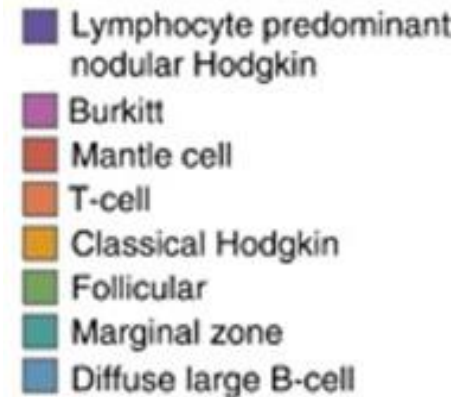 Lymphocyte predominant
nodular Hodgkin
Burkitt
Mantle cell
T-cell
Classical Hodgkin
Follicular
Marginal zone
Diffuse large B-cell